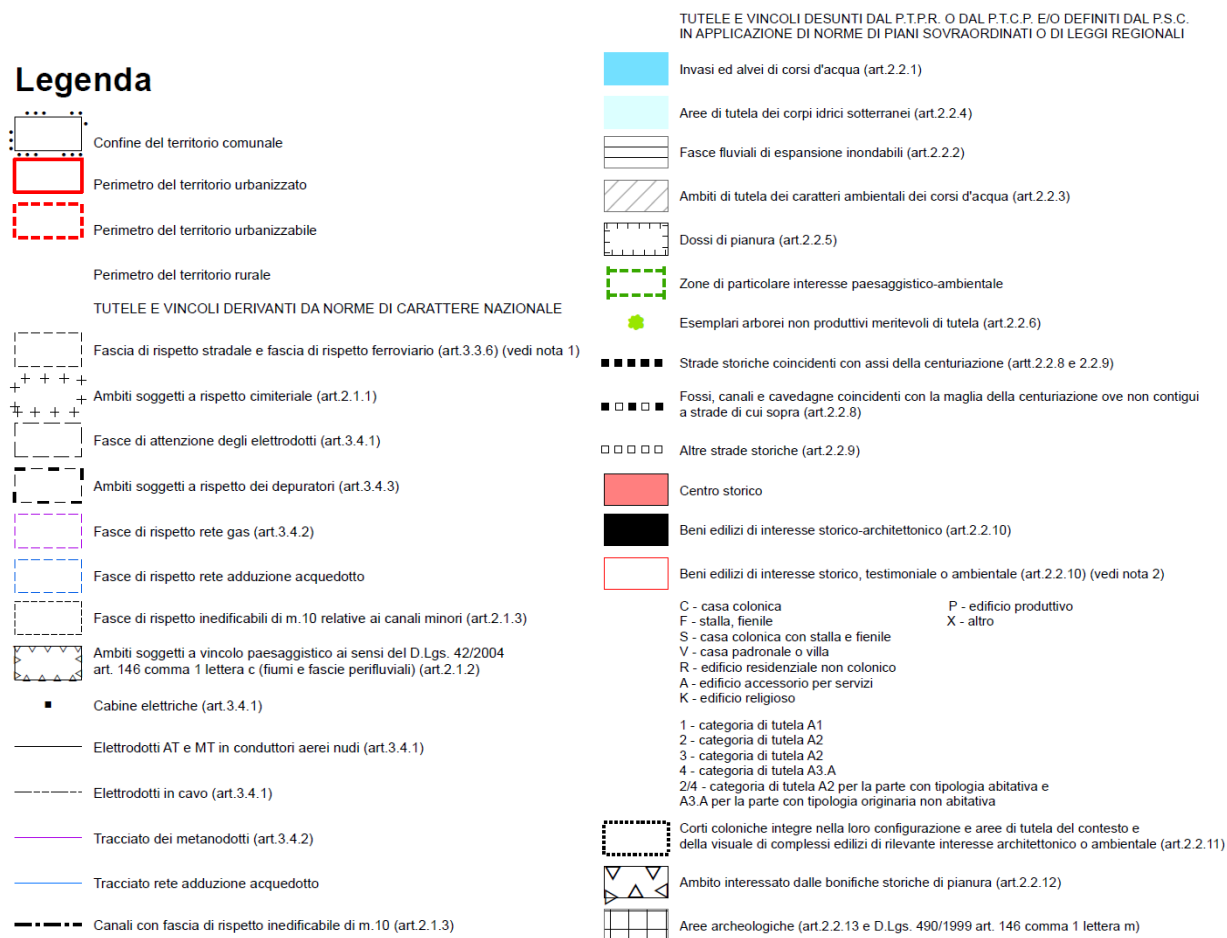 Legenda
Confine del territorio comunale
Perimetro del territorio urbanizzato
Perimetro del territorio urbanizzabile
Perimetro del territorio rurale
TUTELE E VINCOLI DERIVANTI DA NORME DI CARATTERE NAZIONALE
Fascia di rispetto stradale e fascia di rispetto ferroviario (art.3.3.6) (vedi nota 1)
Ambiti soggetti a rispetto cimiteriale (art.2.1.1)
Fasce di attenzione degli elettrodotti (art.3.4.1)
Ambiti soggetti a rispetto dei depuratori (art.3.4.3)
Fasce di rispetto rete gas (art.3.4.2)
Fasce di rispetto rete adduzione acquedotto
Fasce di rispetto inedificabili di m.10 relative ai canali minori (art.2.1.3)
Ambiti soggetti a vincolo paesaggistico ai sensi del D.Lgs. 42/2004
art. 146 comma 1 lettera c (fiumi e fascie perifluviali) (art.2.1.2)
Cabine elettriche (art.3.4.1)
Elettrodotti AT e MT in conduttori aerei nudi (art.3.4.1)
Elettrodotti in cavo (art.3.4.1)
Tracciato dei metanodotti (art.3.4.2)
Tracciato rete adduzione acquedotto
Canali con fascia di rispetto inedificabile di m.10 (art.2.1.3)
TUTELE E VINCOLI DESUNTI DAL P.T.P.R. O DAL P.T.C.P. E/O DEFINITI DAL P.S.C.
IN APPLICAZIONE DI NORME DI PIANI SOVRAORDINATI O DI LEGGI REGIONALI
Invasi ed alvei di corsi d'acqua (art.2.2.1)
Aree di tutela dei corpi idrici sotterranei (art.2.2.4)
Fasce fluviali di espansione inondabili (art.2.2.2)
Ambiti di tutela dei caratteri ambientali dei corsi d'acqua (art.2.2.3)
Dossi di pianura (art.2.2.5)
Zone di particolare interesse paesaggistico-ambientale
Esemplari arborei non produttivi meritevoli di tutela (art.2.2.6)
Strade storiche coincidenti con assi della centuriazione (artt.2.2.8 e 2.2.9)
Fossi, canali e cavedagne coincidenti con la maglia della centuriazione ove non contigui
a strade di cui sopra (art.2.2.8)
Altre strade storiche (art.2.2.9)
Centro storico
Beni edilizi di interesse storico-architettonico (art.2.2.10)
Beni edilizi di interesse storico, testimoniale o ambientale (art.2.2.10) (vedi nota 2)
C - casa colonica P - edificio produttivo
F - stalla, fienile X - altro
S - casa colonica con stalla e fienile
V - casa padronale o villa
R - edificio residenziale non colonico
A - edificio accessorio per servizi
K - edificio religioso
1 - categoria di tutela A1
2 - categoria di tutela A2
3 - categoria di tutela A2
4 - categoria di tutela A3.A
2/4 - categoria di tutela A2 per la parte con tipologia abitativa e
A3.A per la parte con tipologia originaria non abitativa
Corti coloniche integre nella loro configurazione e aree di tutela del contesto e
della visuale di complessi edilizi di rilevante interesse architettonico o ambientale (art.2.2.11)
Ambito interessato dalle bonifiche storiche di pianura (art.2.2.12)
Aree archeologiche (art.2.2.13 e D.Lgs. 490/1999 art. 146 comma 1 lettera m)